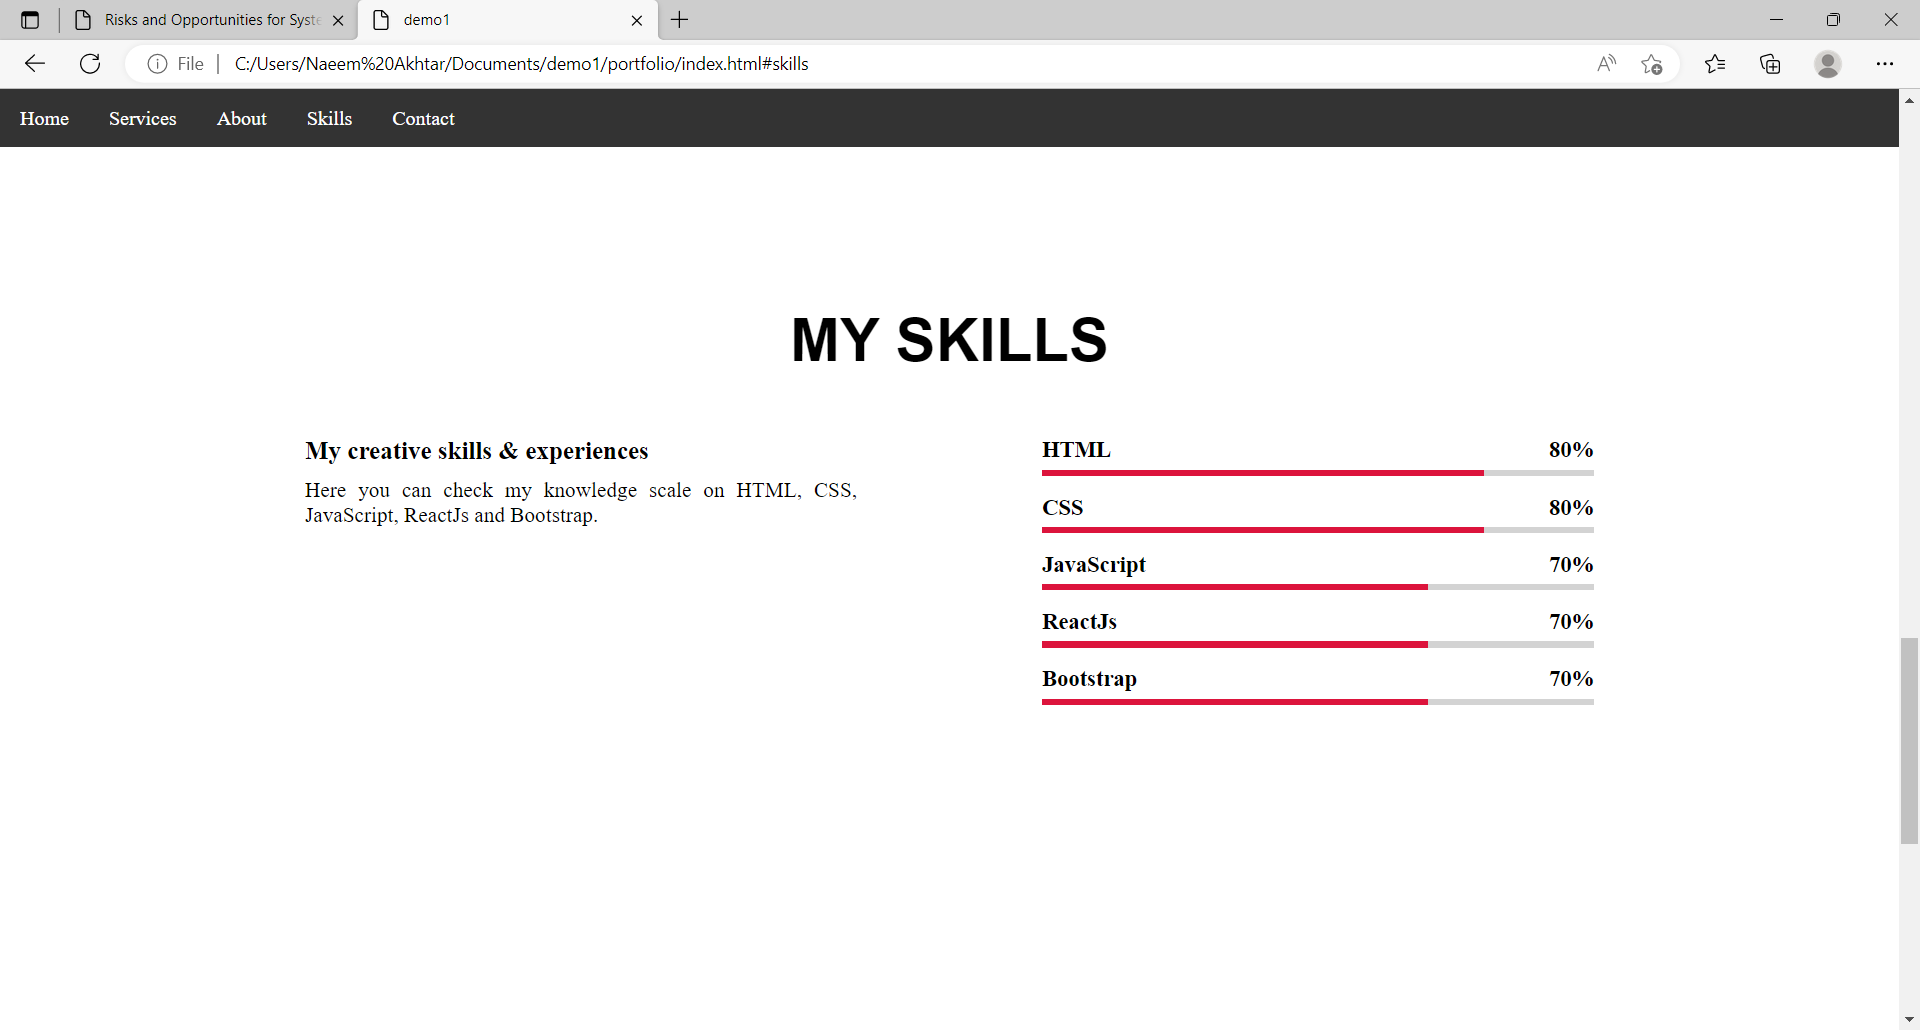 Risks and Opportunities for Syste
demo1
File
C:/Users/Naeem%20Akhtar/Documents/demo1/portfolio/index.html#skills
Home Services About Skills Contact
MY SKILLS
My creative skills & experiences
Here you can check my knowledge scale on HTML, CSS,
JavaScript, ReactJs and Bootstrap.
HTML 80%
CSS 80%
JavaScript 70%
ReactJs 70%
Bootstrap 70%